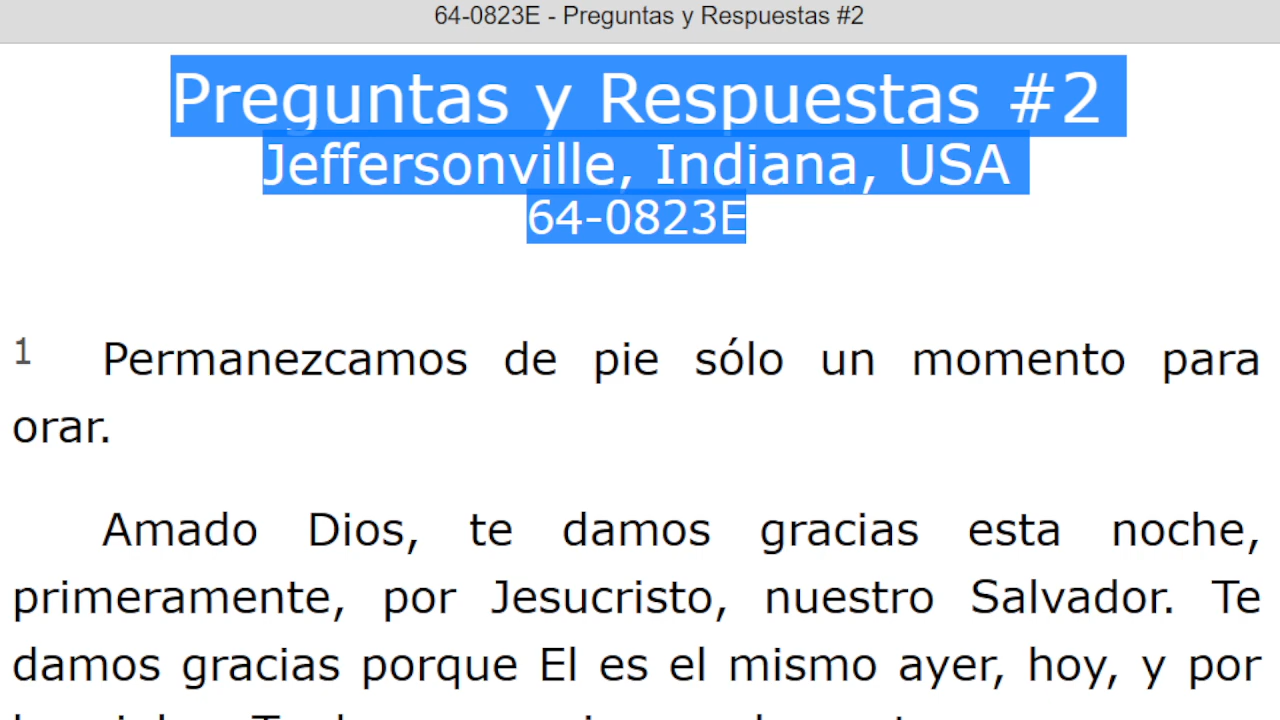 64-0823E - Preguntas y Respuestas #2
Preguntas y Respuestas #2
Jeffersonville, Indiana, USA
64-0823E
1 Permanezcamos de pie sólo un momento para
orar.
Amado Dios, te damos gracias esta noche,
primeramente, por Jesucristo, nuestro Salvador. Te
damos gracias porque El es el mismo ayer, hoy, y por